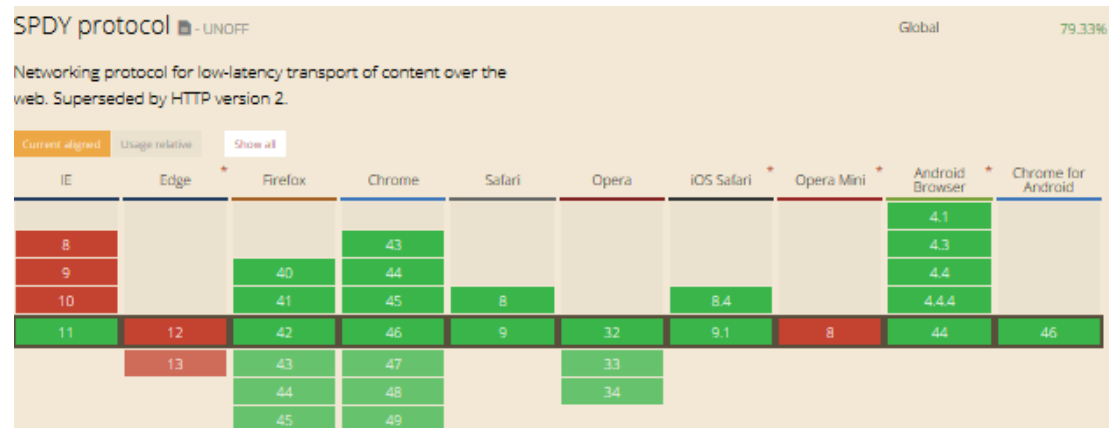 SPDY protocol - UNOFF Global 79.33%
Networking protocol for low-latency transport of content over the
web. Superseded by HTTP version 2.
Current aligned Usage relative Show all
IE Edge * Firefox Chrome Safari Opera iOS Safari * Opera Mini * Android Browser * Chrome for Android
4.1
8 43 4.3
9 40 44 4.4
10 41 45 8 8.4 4.4.4
11 12 42 46 9 32 9.1 8 44 46
13 43 47 33
44 48 34
45 49